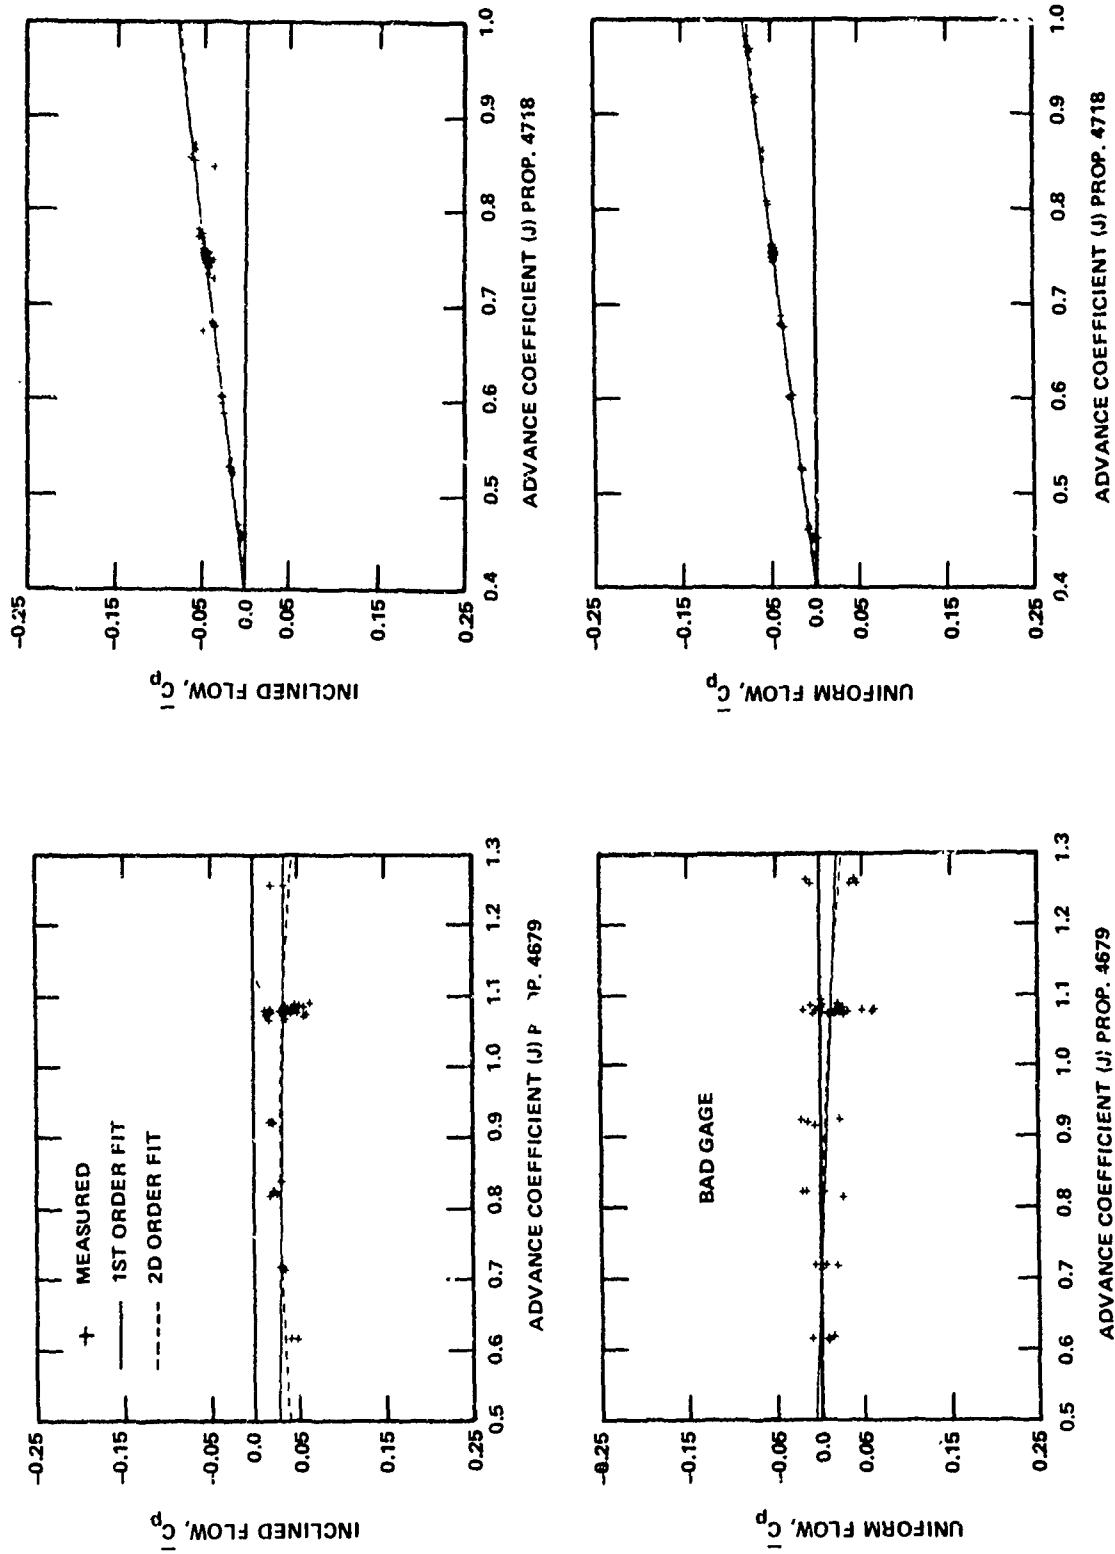 INCLINED FLOW, C̅p
-0.25
-0.15
-0.05
0.0
0.05
0.15
0.25
+ MEASURED
1ST ORDER FIT
2D ORDER FIT
0.5 0.6 0.7 0.8 0.9 1.0 1.1 1.2 1.3
ADVANCE COEFFICIENT (J) P OP. 4679
INCLINED FLOW, C̅p
-0.25
-0.15
-0.05
0.0
0.05
0.15
0.25
0.4 0.5 0.6 0.7 0.8 0.9 1.0
ADVANCE COEFFICIENT (J) PROP. 4718
UNIFORM FLOW, C̅p
-0.25
-0.15
-0.05
0.0
0.05
0.15
0.25
BAD GAGE
0.5 0.6 0.7 0.8 0.9 1.0 1.1 1.2 1.3
ADVANCE COEFFICIENT (J) PROP. 4679
UNIFORM FLOW, C̅p
-0.25
-0.15
-0.05
0.0
0.05
0.15
0.25
0.4 0.5 0.6 0.7 0.8 0.9 1.0
ADVANCE COEFFICIENT (J) PROP. 4718